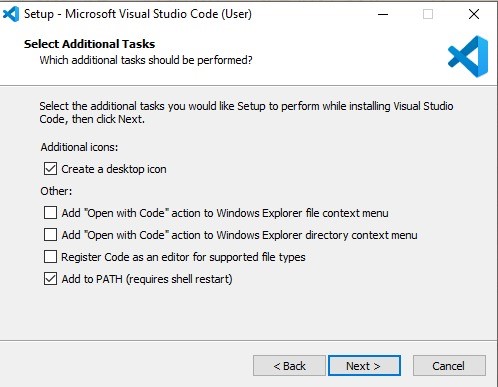 Setup - Microsoft Visual Studio Code (User)
Select Additional Tasks
Which additional tasks should be performed?
Select the additional tasks you would like Setup to perform while installing Visual Studio
Code, then click Next.
Additional icons:
Create a desktop icon
Other:
Add "Open with Code" action to Windows Explorer file context menu
Add "Open with Code" action to Windows Explorer directory context menu
Register Code as an editor for supported file types
Add to PATH (requires shell restart)
< Back
Next >
Cancel